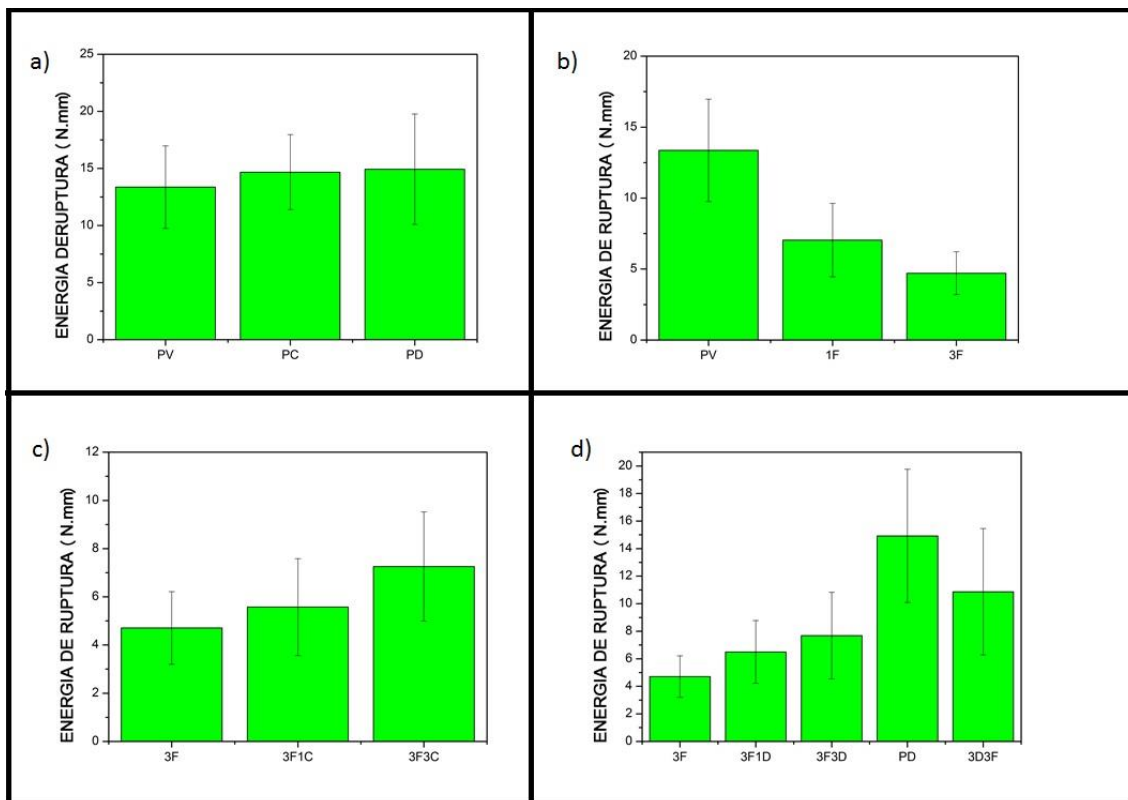 a)
ENERGIA DERUPTURA ( N.mm)
25
20
15
10
5
0
PV PC PD
b)
ENERGIA DE RUPTURA ( N.mm)
20
15
10
5
0
PV 1F 3F
c)
ENERGIA DE RUPTURA ( N.mm)
12
10
8
6
4
2
0
3F 3F1C 3F3C
d)
ENERGIA DE RUPTURA ( N.mm)
20
18
16
14
12
10
8
6
4
2
0
3F 3F1D 3F3D PD 3D3F